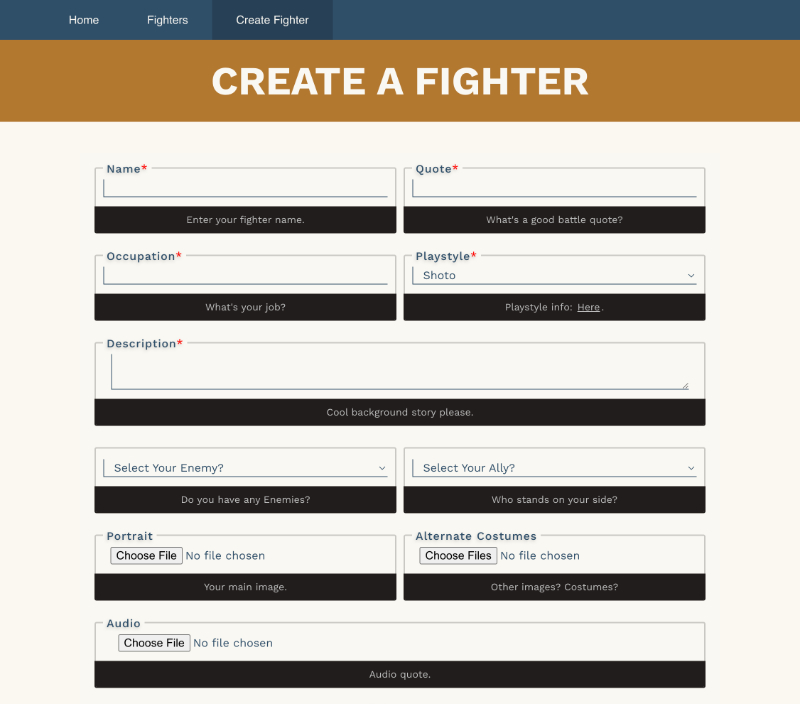 Home Fighters Create Fighter
CREATE A FIGHTER
Name* Quote*
Enter your fighter name. What's a good battle quote?
Occupation* Playstyle*
Shoto
What's your job? Playstyle info: Here.
Description*
Cool background story please.
Select Your Enemy? Select Your Ally?
Do you have any Enemies? Who stands on your side?
Portrait Alternate Costumes
Choose File No file chosen Choose Files No file chosen
Your main image. Other images? Costumes?
Audio
Choose File No file chosen
Audio quote.